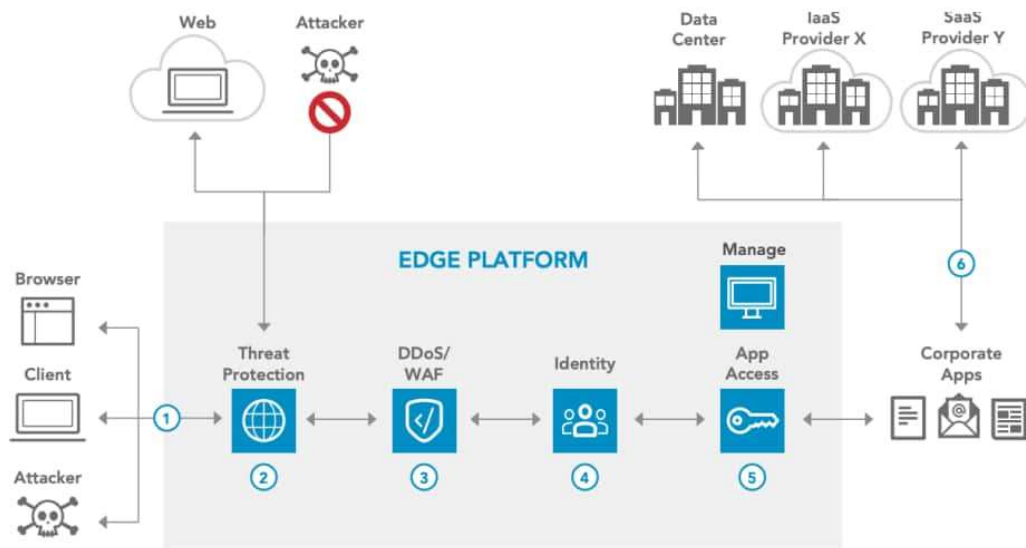 Web
Attacker
Data
Center
IaaS
Provider X
SaaS
Provider Y
EDGE PLATFORM
Manage
6
Browser
Client
Attacker
1
Threat
Protection
2
DDoS/
WAF
</>
3
Identity
4
App
Access
5
Corporate
Apps
@